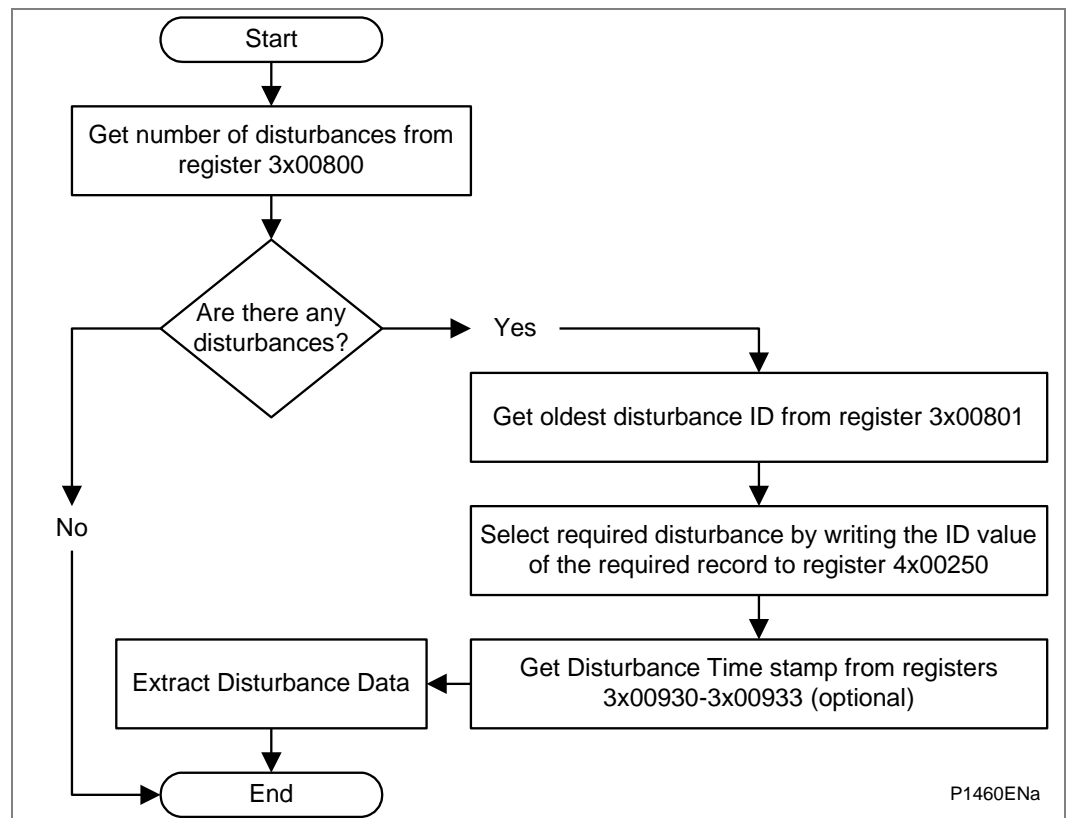 Start
Get number of disturbances from
register 3x00800
Are there any
disturbances?
Yes
Get oldest disturbance ID from register 3x00801
No
Select required disturbance by writing the ID value
of the required record to register 4x00250
Extract Disturbance Data
Get Disturbance Time stamp from registers
3x00930-3x00933 (optional)
End
P1460ENa